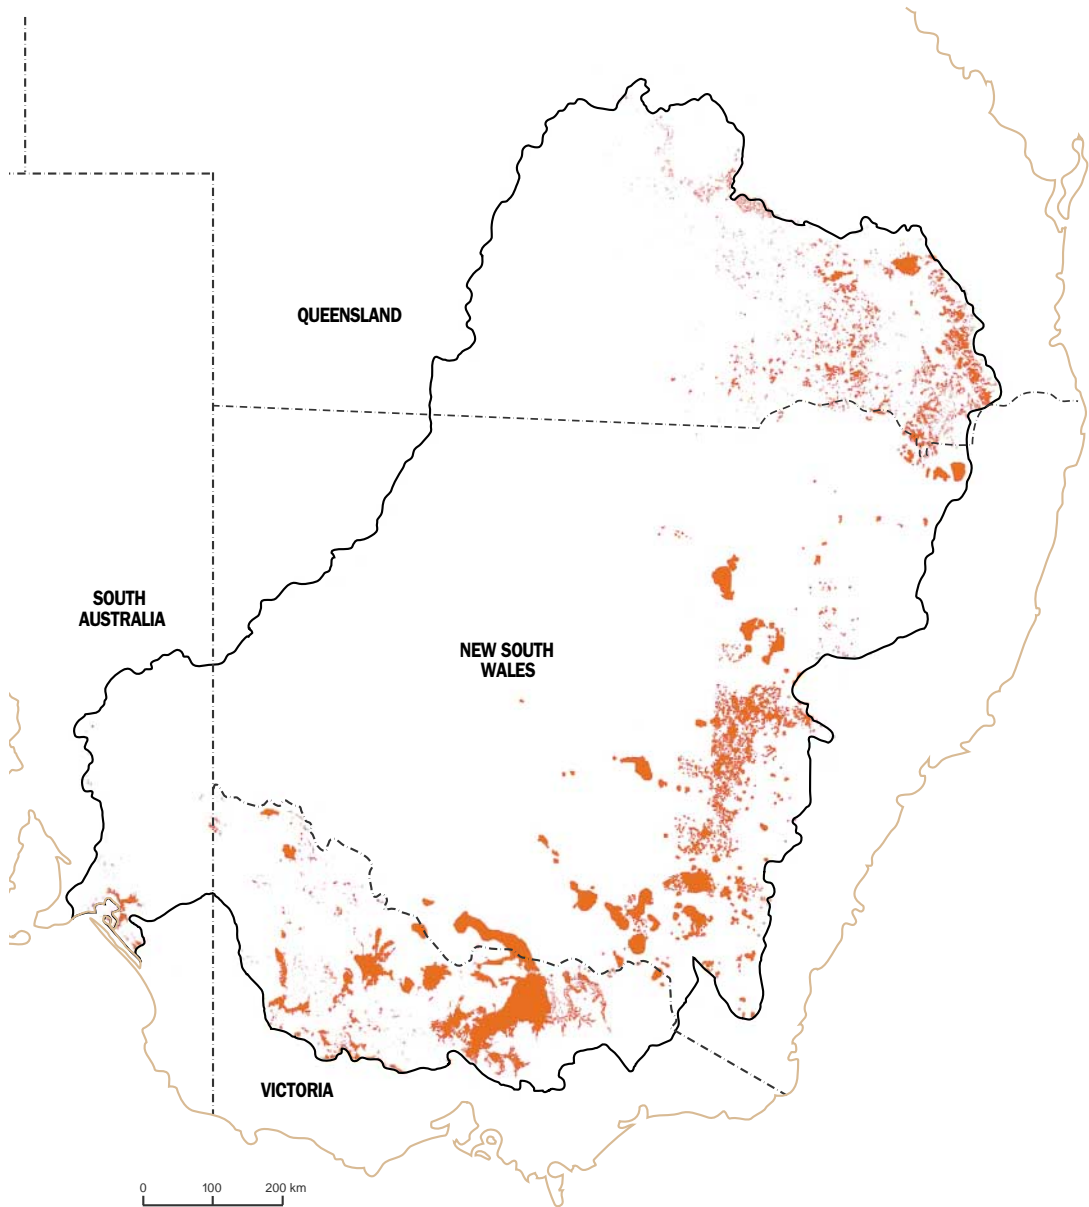 QUEENSLAND
SOUTH
AUSTRALIA
NEW SOUTH
WALES
VICTORIA
0 100 200 km